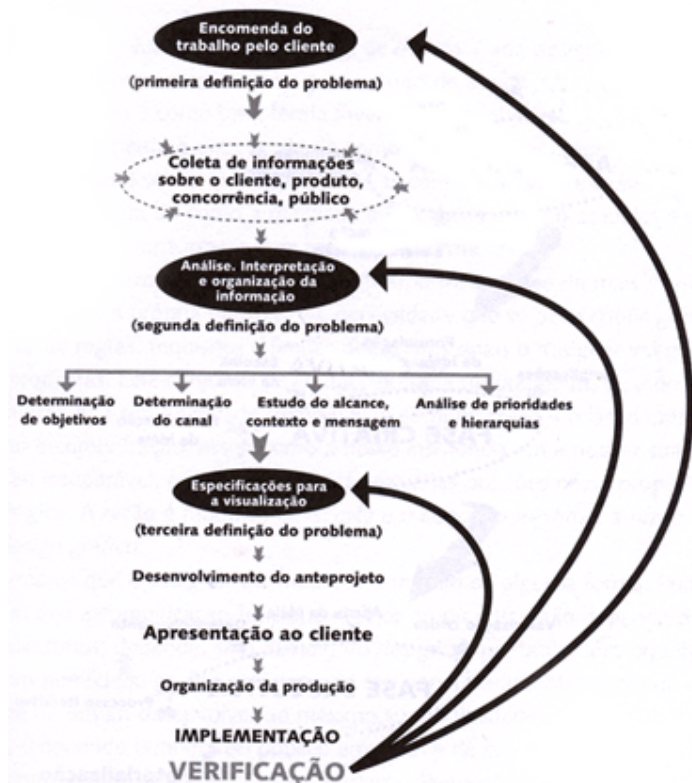 Encomenda do
trabalho pelo cliente
(primeira definição do problema)
Coleta de informações
sobre o cliente, produto,
concorrência, público
Análise. Interpretação
e organização da
informação
(segunda definição do problema)
Determinação
de objetivos
Determinação
do canal
Estudo do alcance
contexto e mensagem
Análise de prioridades
e hierarquias
Especificações para
a visualização
(terceira definição do problema)
Desenvolvimento do anteprojeto
Apresentação ao cliente
Organização da produção
IMPLEMENTAÇÃO
VERIFICAÇÃO
FASE CRIATIVA
FASE